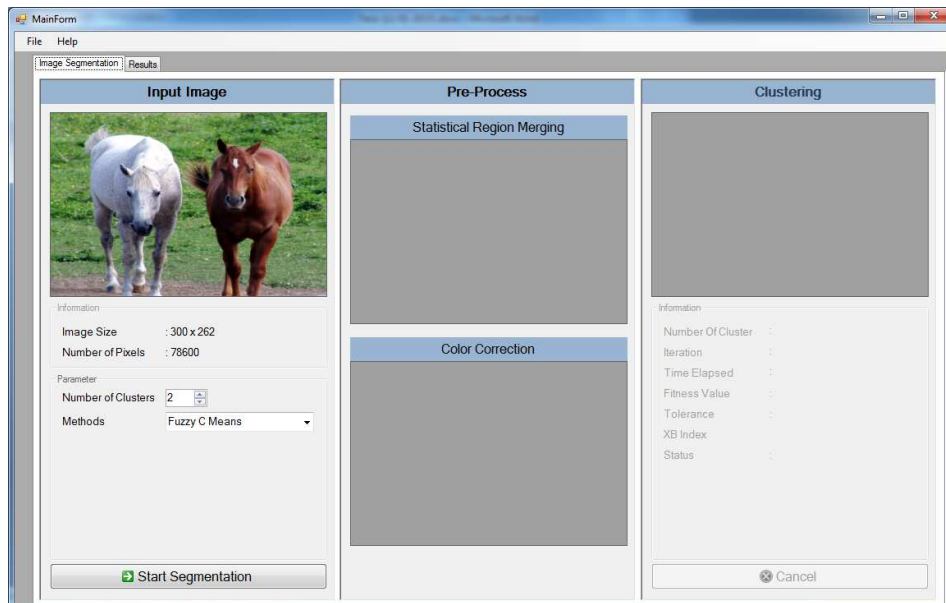 MainForm
File Help
Image Segmentation Results
Input Image
Information
Image Size : 300 x 262
Number of Pixels : 78600
Parameter
Number of Clusters 2
Methods Fuzzy C Means
Start Segmentation
Pre-Process
Statistical Region Merging
Color Correction
Clustering
Information
Number Of Cluster :
Iteration :
Time Elapsed :
Fitness Value :
Tolerance :
XB Index
Status :
Cancel